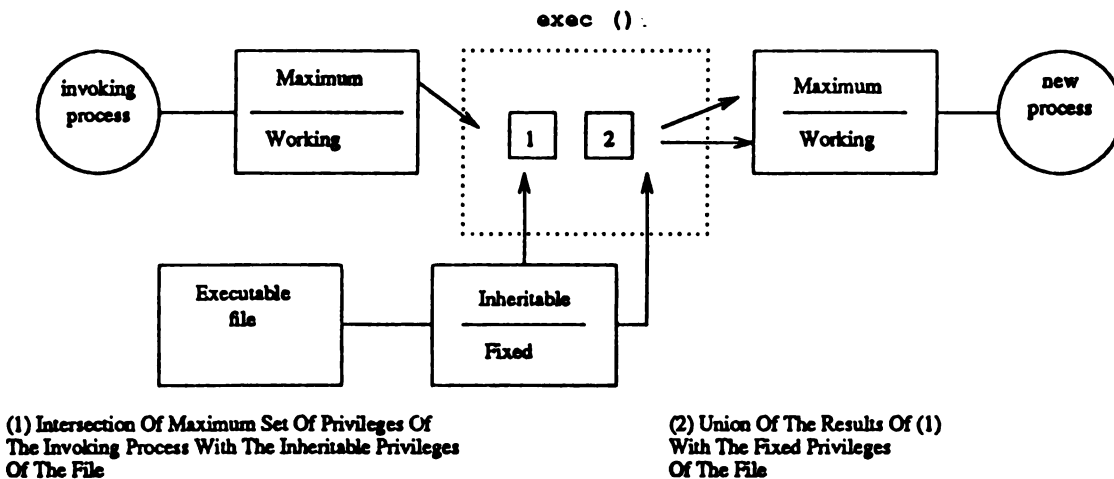 exec ()
invoking
process
Maximum
Working
1
2
Maximum
Working
new
process
Executable
file
Inheritable
Fixed
(1) Intersection Of Maximum Set Of Privileges Of
The Invoking Process With The Inheritable Privileges
Of The File
(2) Union Of The Results Of (1)
With The Fixed Privileges
Of The File